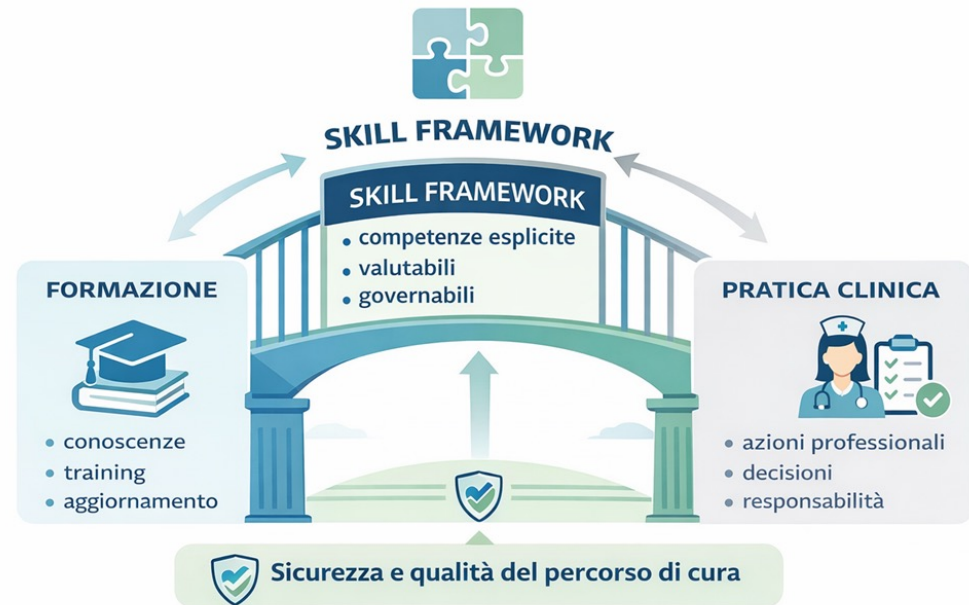 SKILL FRAMEWORK
SKILL FRAMEWORK
• competenze esplicite
• valutabili
• governabili
FORMAZIONE
• conoscenze
• training
• aggiornamento
PRATICA CLINICA
• azioni professionali
• decisioni
• responsabilità
Sicurezza e qualità del percorso di cura